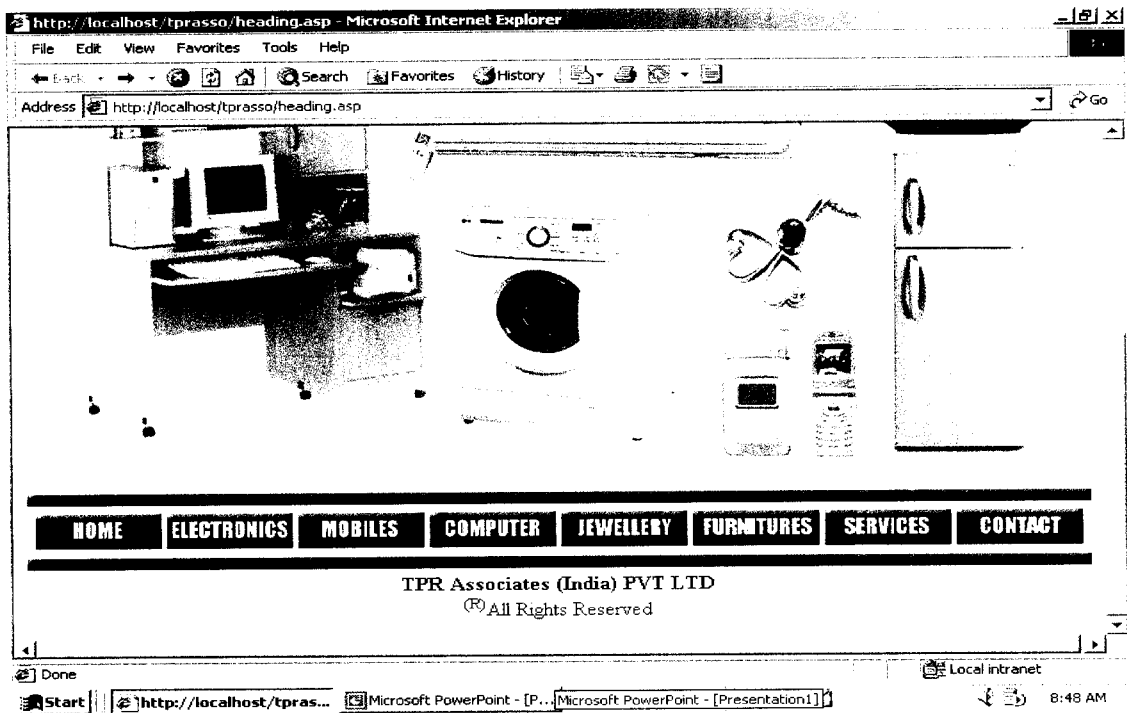 http://localhost/tprasso/heading.asp - Microsoft Internet Explorer
File Edit View Favorites Tools Help
Back Search Favorites History
Address http://localhost/tprasso/heading.asp Go
HOME ELECTRONICS MOBILES COMPUTER JEWELLERY FURNITURES SERVICES CONTACT
TPR Associates (India) PVT LTD
(R) All Rights Reserved
Done Local intranet
Start http://localhost/tpras... Microsoft PowerPoint - [P... Microsoft PowerPoint - [Presentation1] 8:48 AM